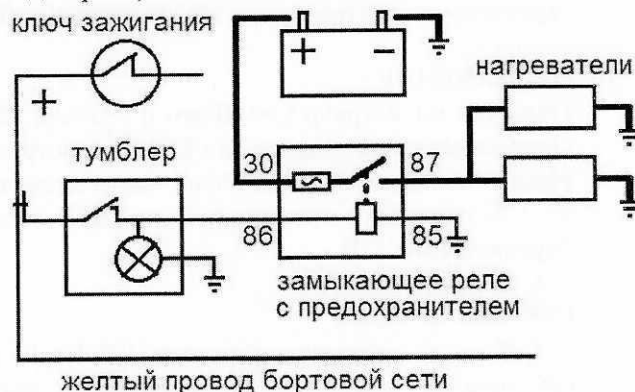 ключ зажигания
+ −
нагреватели
+
тумблер
30 87
86 85
замыкающее реле
с предохранителем
желтый провод бортовой сети